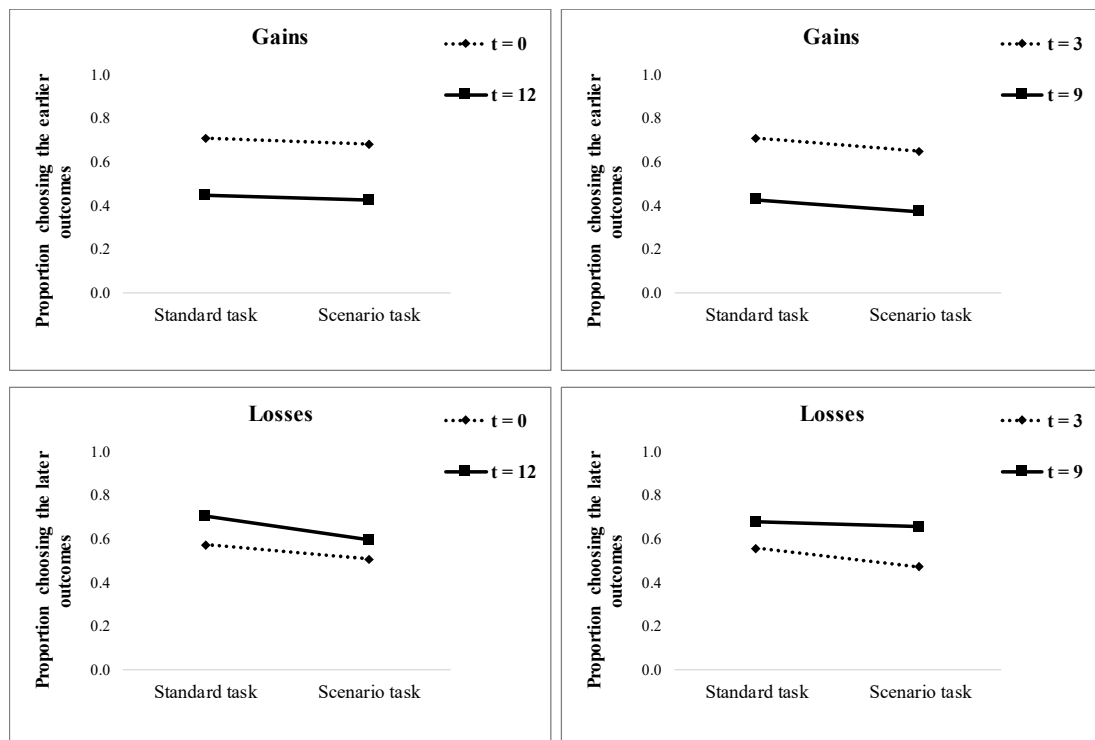 Gains
t = 0
t = 12
Proportion choosing the earlier
outcomes
1.0
0.8
0.6
0.4
0.2
0.0
Standard task
Scenario task
Gains
t = 3
t = 9
Proportion choosing the earlier
outcomes
1.0
0.8
0.6
0.4
0.2
0.0
Standard task
Scenario task
Losses
t = 0
t = 12
Proportion choosing the later
outcomes
1.0
0.8
0.6
0.4
0.2
0.0
Standard task
Scenario task
Losses
t = 3
t = 9
Proportion choosing the later
outcomes
1.0
0.8
0.6
0.4
0.2
0.0
Standard task
Scenario task